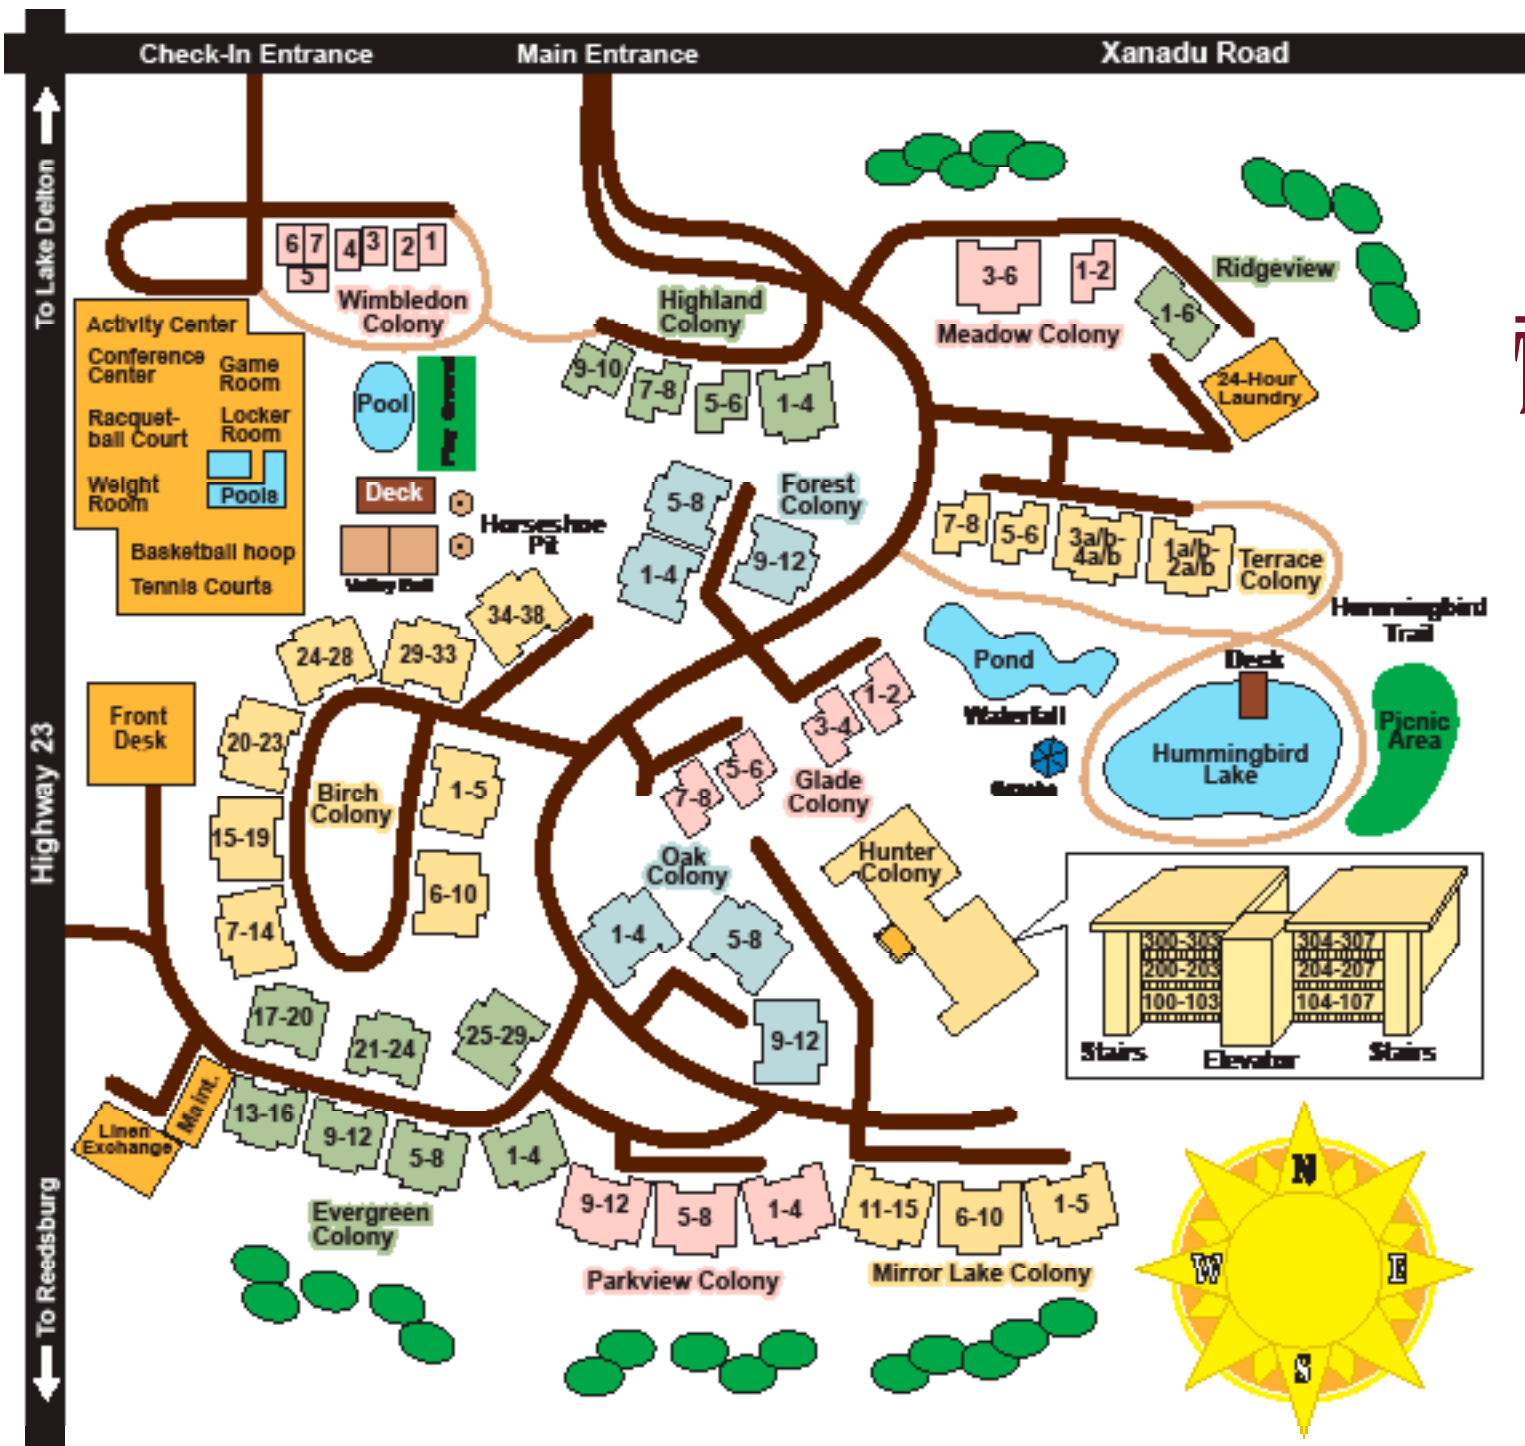 Check-In Entrance
Main Entrance
Xanadu Road
To Lake Delton
Highway 23
To Reedsburg
6
7
4
3
2
1
5
Wimbledon
Colony
Highland
Colony
9-10
7-8
5-6
1-4
3-6
1-2
Meadow Colony
1-6
Ridgeview
24-Hour
Laundry
Activity Center
Conference
Center
Game
Room
Racquet-
ball Court
Locker
Room
Weight
Room
Pools
Basketball hoop
Tennis Courts
Pool
Deck
Horseshoe
Pit
Volley Ball
5-8
1-4
9-12
Forest
Colony
7-8
5-6
3a/b-
4a/b
1a/b-
2a/b
Terrace
Colony
Hummingbird
Trail
Pond
Waterfall
Deck
Hummingbird
Lake
Picnic
Area
34-38
29-33
24-28
20-23
15-19
7-14
1-5
6-10
Birch
Colony
Front
Desk
1-2
3-4
5-6
7-8
Glade
Colony
Oak
Colony
1-4
5-8
9-12
Hunter
Colony
300-303
304-307
200-203
204-207
100-103
104-107
Stairs
Elevator
Stairs
17-20
21-24
25-29
13-16
9-12
5-8
1-4
Evergreen
Colony
Maint.
Linen
Exchange
9-12
5-8
1-4
Parkview Colony
11-15
6-10
1-5
Mirror Lake Colony
N
W
E
S